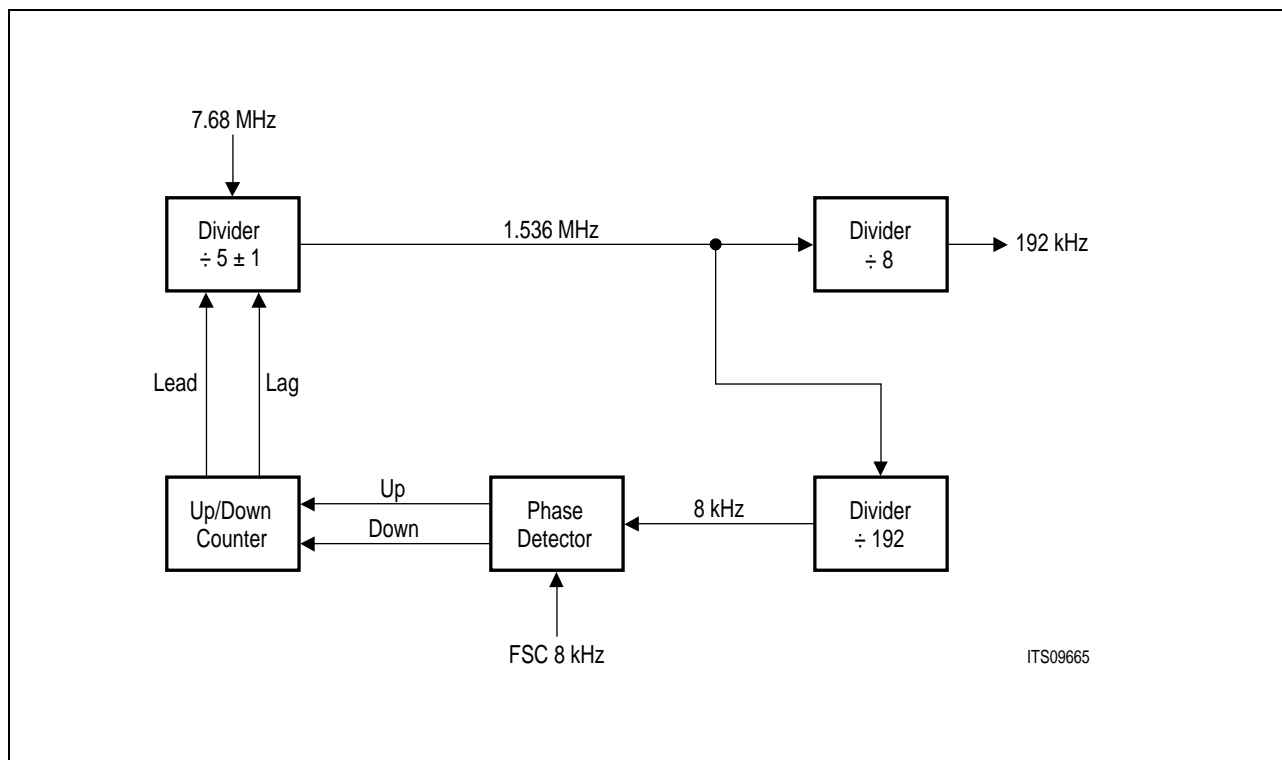 7.68 MHz
Divider
÷ 5 ± 1
1.536 MHz
Divider
÷ 8
192 kHz
Lead
Lag
Up/Down
Counter
Up
Down
Phase
Detector
8 kHz
Divider
÷ 192
FSC 8 kHz
ITS09665